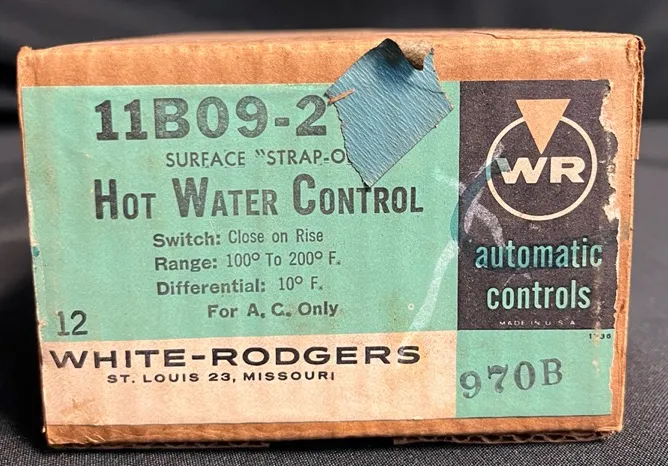 11B09-2
SURFACE "STRAP-O
HOT WATER CONTROL
Switch: Close on Rise
Range: 100° To 200° F.
Differential: 10° F.
For A. C. Only
12
WHITE-RODGERS
ST. LOUIS 23, MISSOURI
WR
automatic
controls
MADE IN U.S.A.
970B